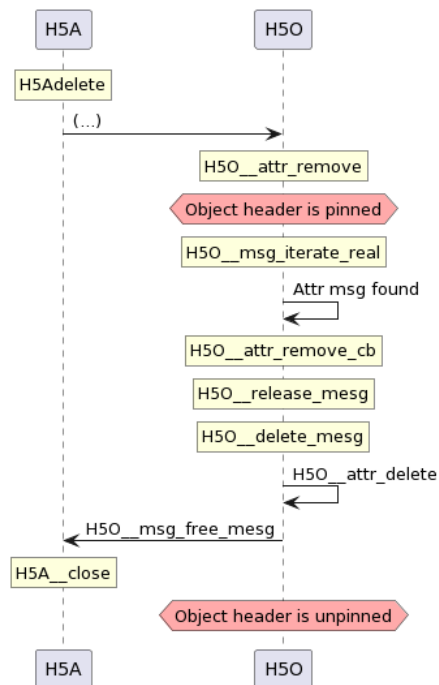 H5A H5O
H5Adelete
(...)
H5O__attr_remove
Object header is pinned
H5O__msg_iterate_real
Attr msg found
H5O__attr_remove_cb
H5O__release_mesg
H5O__delete_mesg
H5O__attr_delete
H5O__msg_free_mesg
H5A__close
Object header is unpinned
H5A H5O